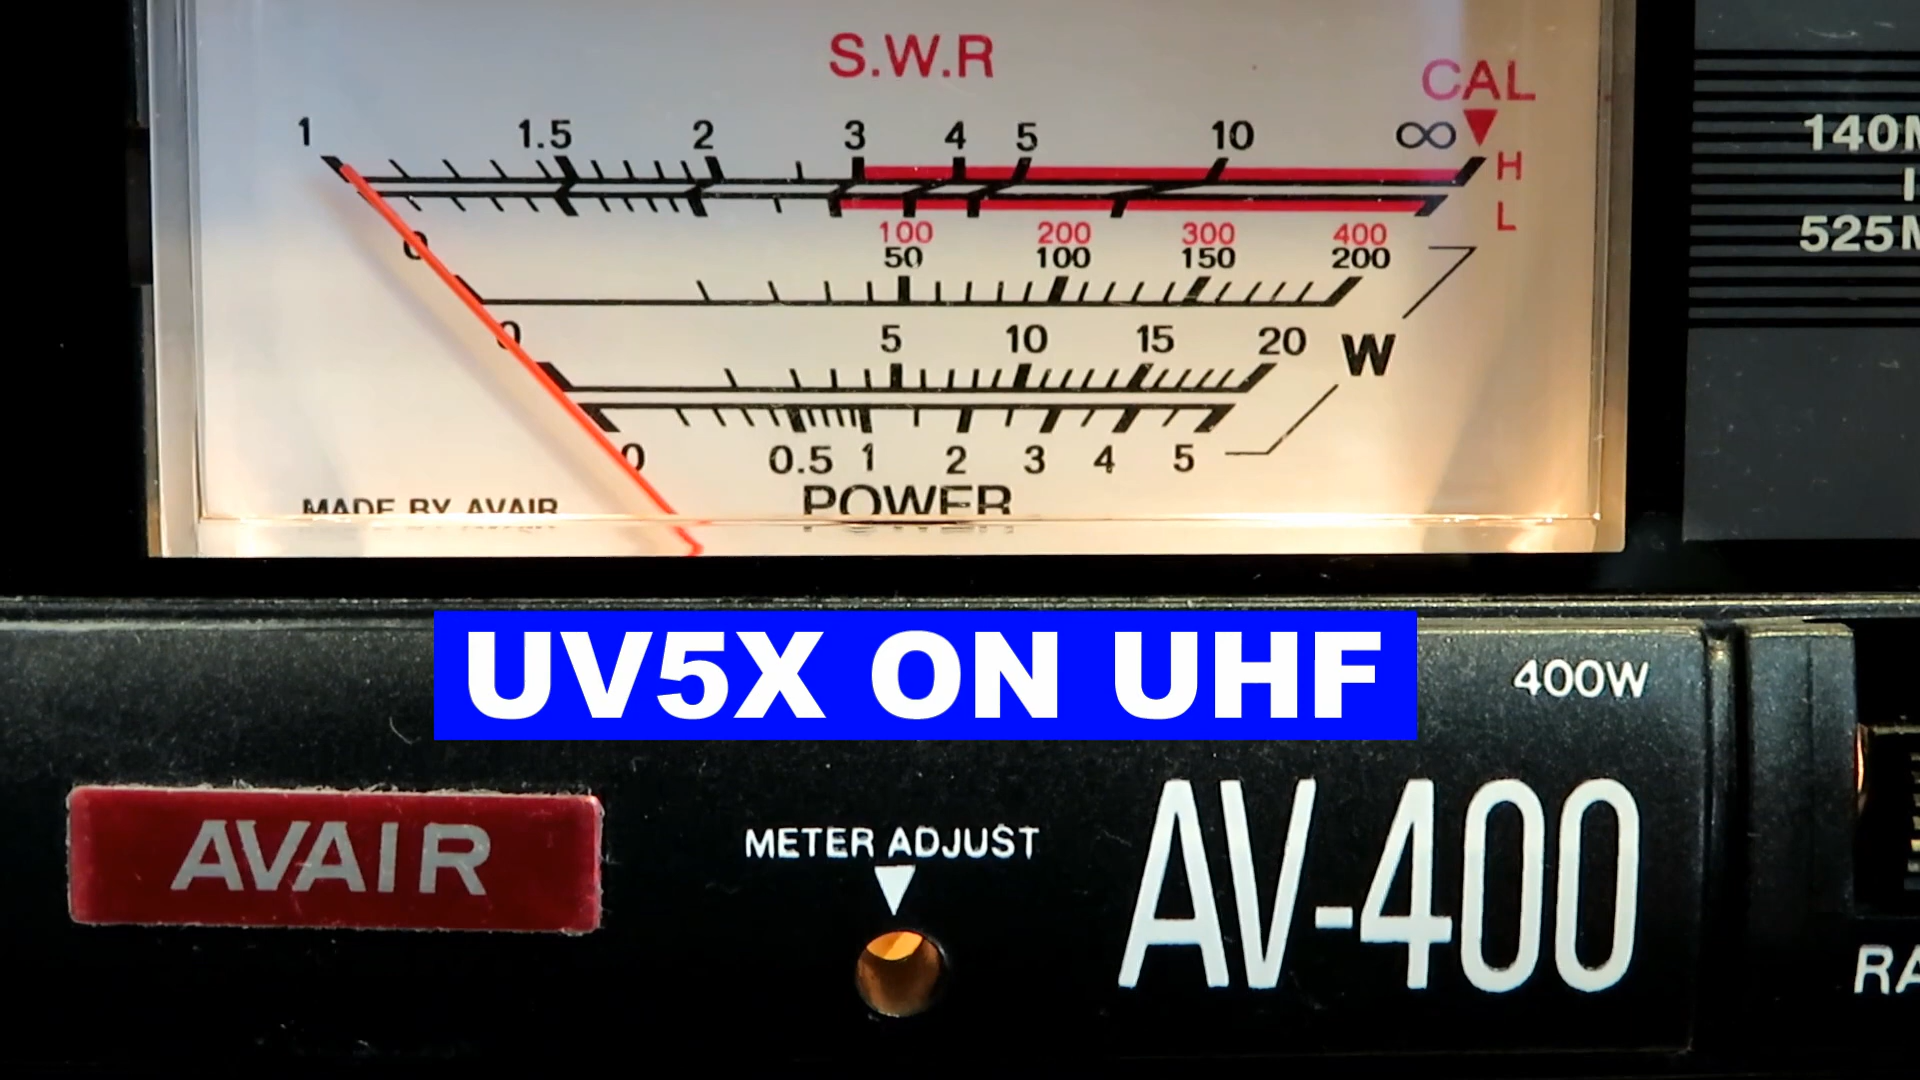 S.W.R
CAL
1 1.5 2 3 4 5 10 ∞
H
L
100 200 300 400
0 50 100 150 200
0 5 10 15 20
W
0 0.5 1 2 3 4 5
MADE BY AVAIR
POWER
140M
525M
UV5X ON UHF
400W
AVAIR
METER ADJUST
AV-400
RA